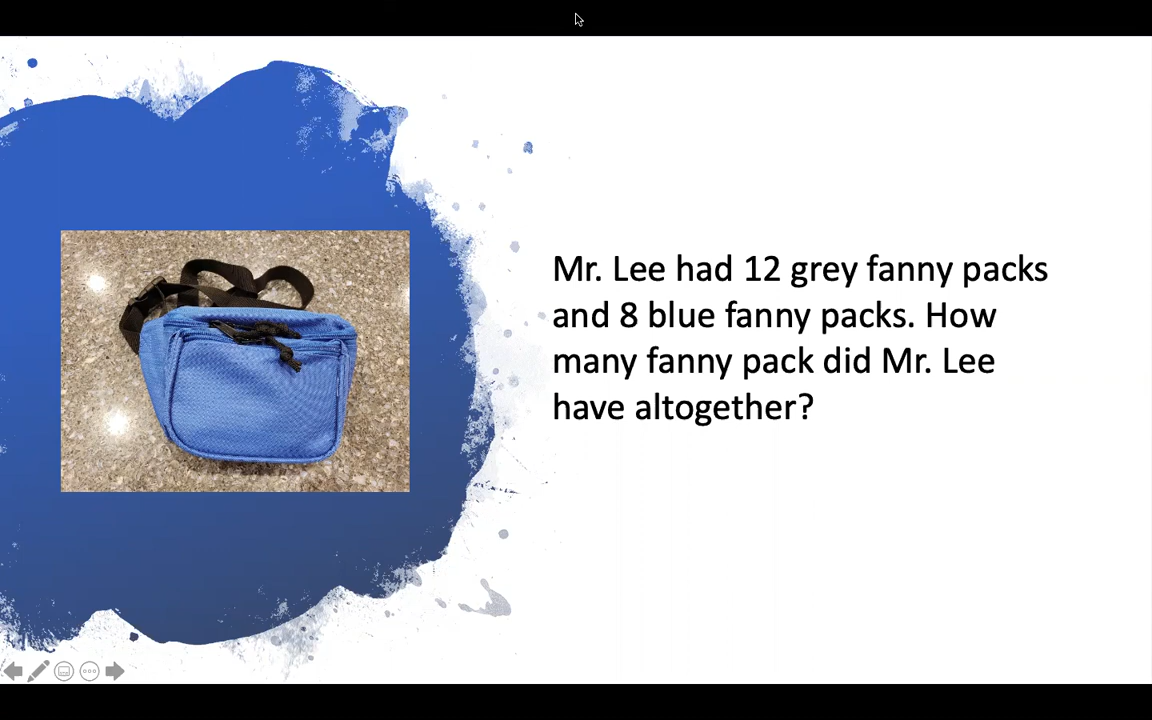 Mr. Lee had 12 grey fanny packs
and 8 blue fanny packs. How
many fanny pack did Mr. Lee
have altogether?